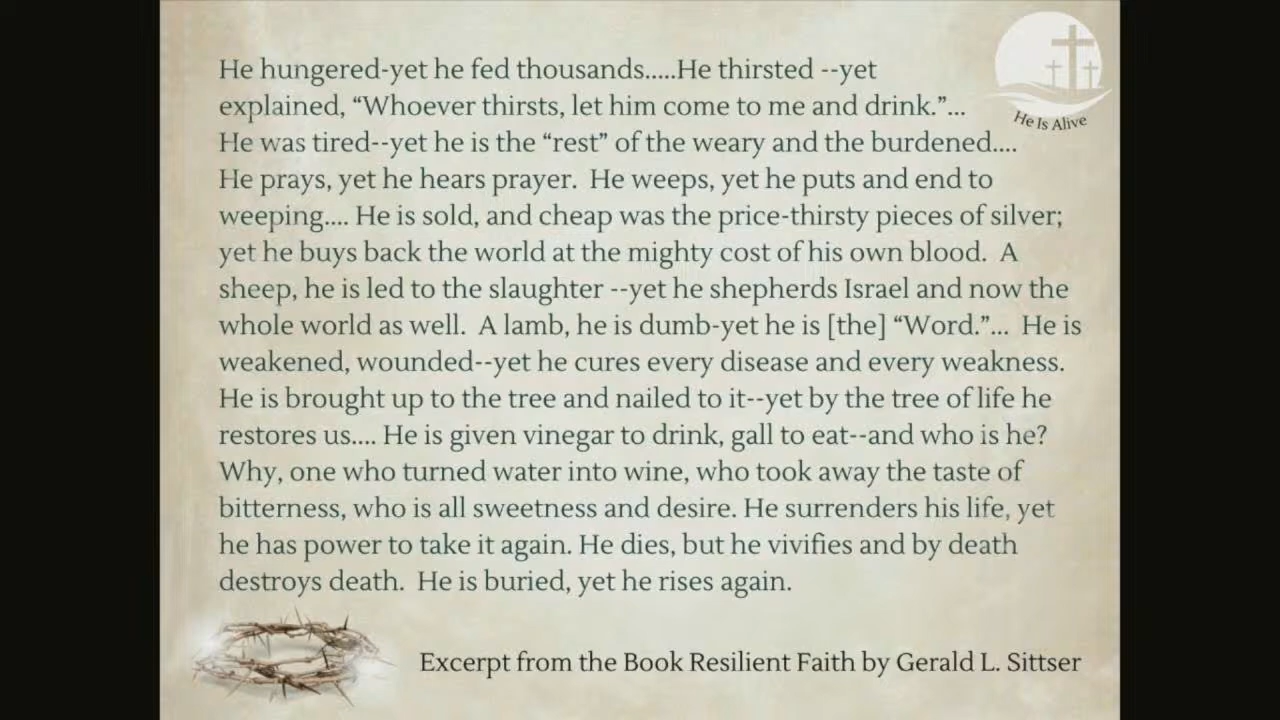 He hungered-yet he fed thousands.....He thirsted --yet
explained, “Whoever thirsts, let him come to me and drink.”...
He was tired--yet he is the “rest” of the weary and the burdened....
He prays, yet he hears prayer.  He weeps, yet he puts and end to
weeping.... He is sold, and cheap was the price-thirsty pieces of silver;
yet he buys back the world at the mighty cost of his own blood.  A
sheep, he is led to the slaughter --yet he shepherds Israel and now the
whole world as well.  A lamb, he is dumb-yet he is [the] “Word.”...  He is
weakened, wounded--yet he cures every disease and every weakness.
He is brought up to the tree and nailed to it--yet by the tree of life he
restores us.... He is given vinegar to drink, gall to eat--and who is he?
Why, one who turned water into wine, who took away the taste of
bitterness, who is all sweetness and desire. He surrenders his life, yet
he has power to take it again. He dies, but he vivifies and by death
destroys death.  He is buried, yet he rises again.
He Is Alive
Excerpt from the Book Resilient Faith by Gerald L. Sittser